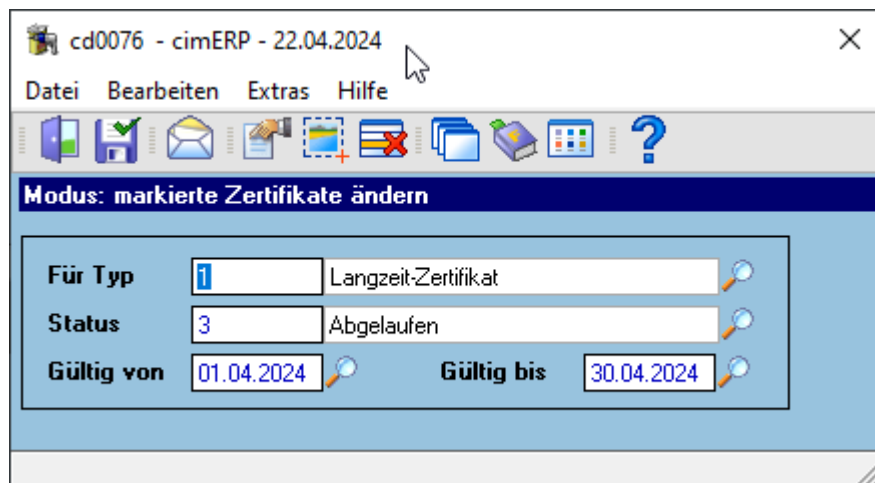 cd0076 - cimERP - 22.04.2024
Datei Bearbeiten Extras Hilfe
Modus: markierte Zertifikate ändern
Für Typ 1 Langzeit-Zertifikat
Status 3 Abgelaufen
Gültig von 01.04.2024 Gültig bis 30.04.2024